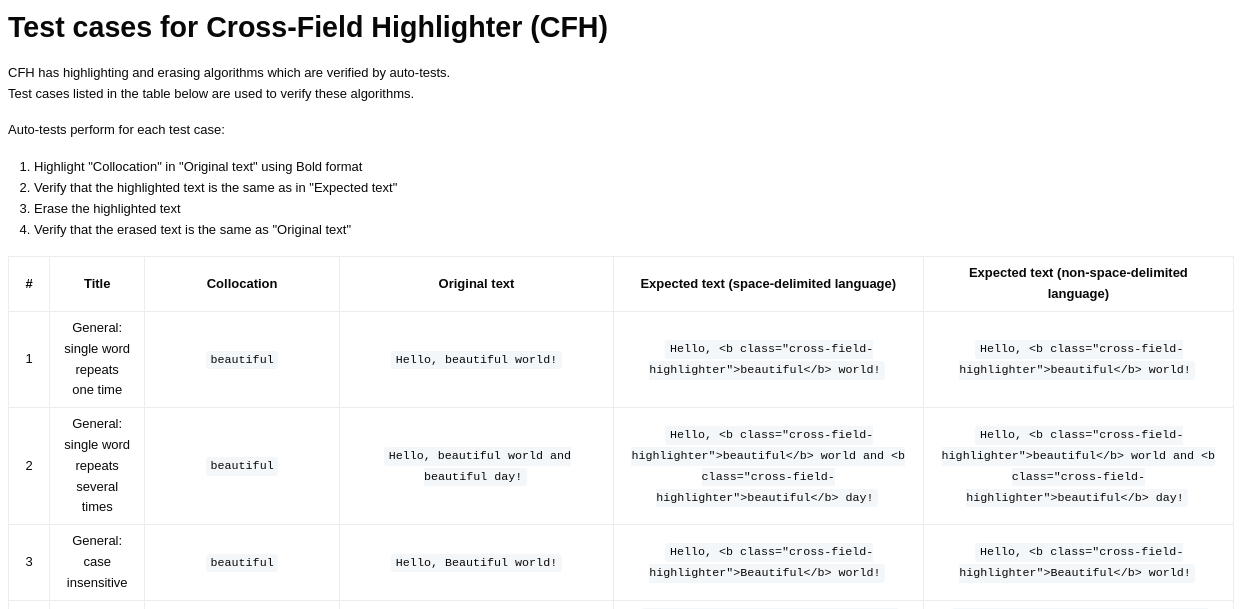 Test cases for Cross-Field Highlighter (CFH)
CFH has highlighting and erasing algorithms which are verified by auto-tests.
Test cases listed in the table below are used to verify these algorithms.
Auto-tests perform for each test case:
1. Highlight "Collocation" in "Original text" using Bold format
2. Verify that the highlighted text is the same as in "Expected text"
3. Erase the highlighted text
4. Verify that the erased text is the same as "Original text"
#
Title
Collocation
Original text
Expected text (space-delimited language)
Expected text (non-space-delimited
language)
1
General:
single word
repeats
one time
beautiful
Hello, beautiful world!
Hello, <b class="cross-field-
highlighter">beautiful</b> world!
Hello, <b class="cross-field-
highlighter">beautiful</b> world!
2
General:
single word
repeats
several
times
beautiful
Hello, beautiful world and
beautiful day!
Hello, <b class="cross-field-
highlighter">beautiful</b> world and <b
class="cross-field-
highlighter">beautiful</b> day!
Hello, <b class="cross-field-
highlighter">beautiful</b> world and <b
class="cross-field-
highlighter">beautiful</b> day!
3
General:
case
insensitive
beautiful
Hello, Beautiful world!
Hello, <b class="cross-field-
highlighter">Beautiful</b> world!
Hello, <b class="cross-field-
highlighter">Beautiful</b> world!